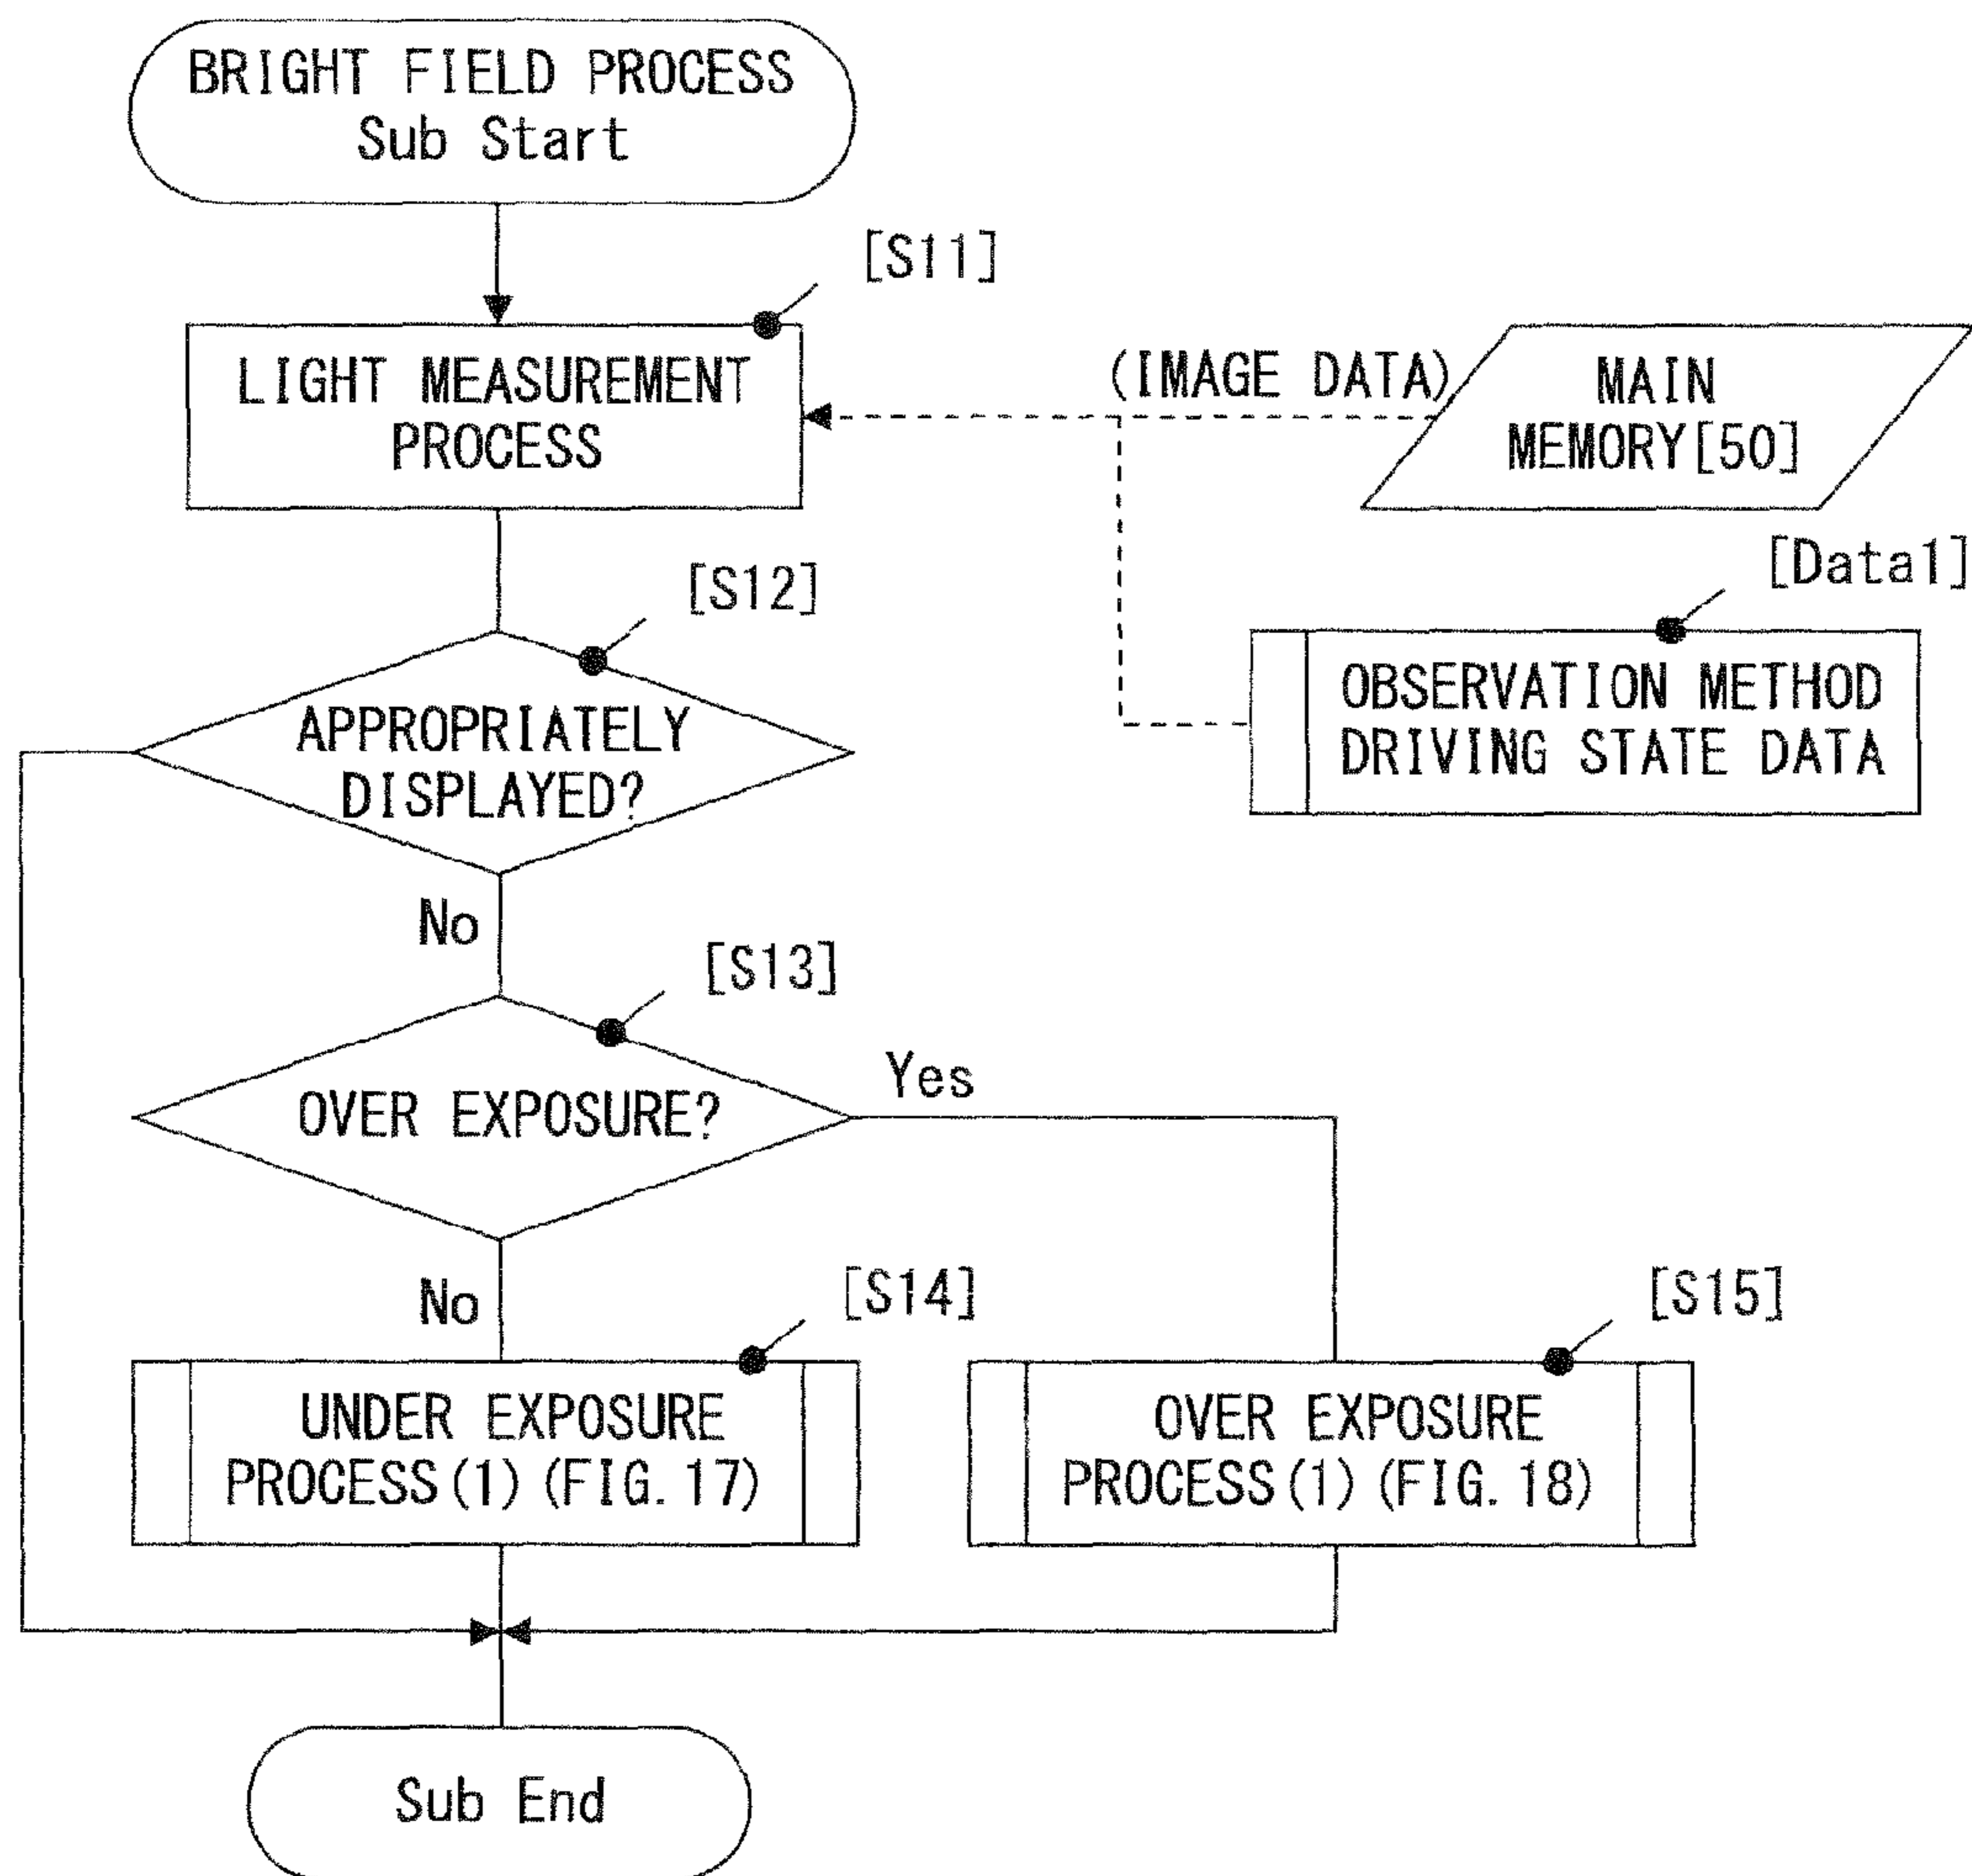 BRIGHT FIELD PROCESS
Sub Start
[S11]
LIGHT MEASUREMENT
PROCESS
(IMAGE DATA)
MAIN
MEMORY[50]
[Data1]
OBSERVATION METHOD
DRIVING STATE DATA
[S12]
APPROPRIATELY
DISPLAYED?
No
[S13]
OVER EXPOSURE?
Yes
No
[S14]
UNDER EXPOSURE
PROCESS(1)(FIG.17)
[S15]
OVER EXPOSURE
PROCESS(1)(FIG.18)
Sub End